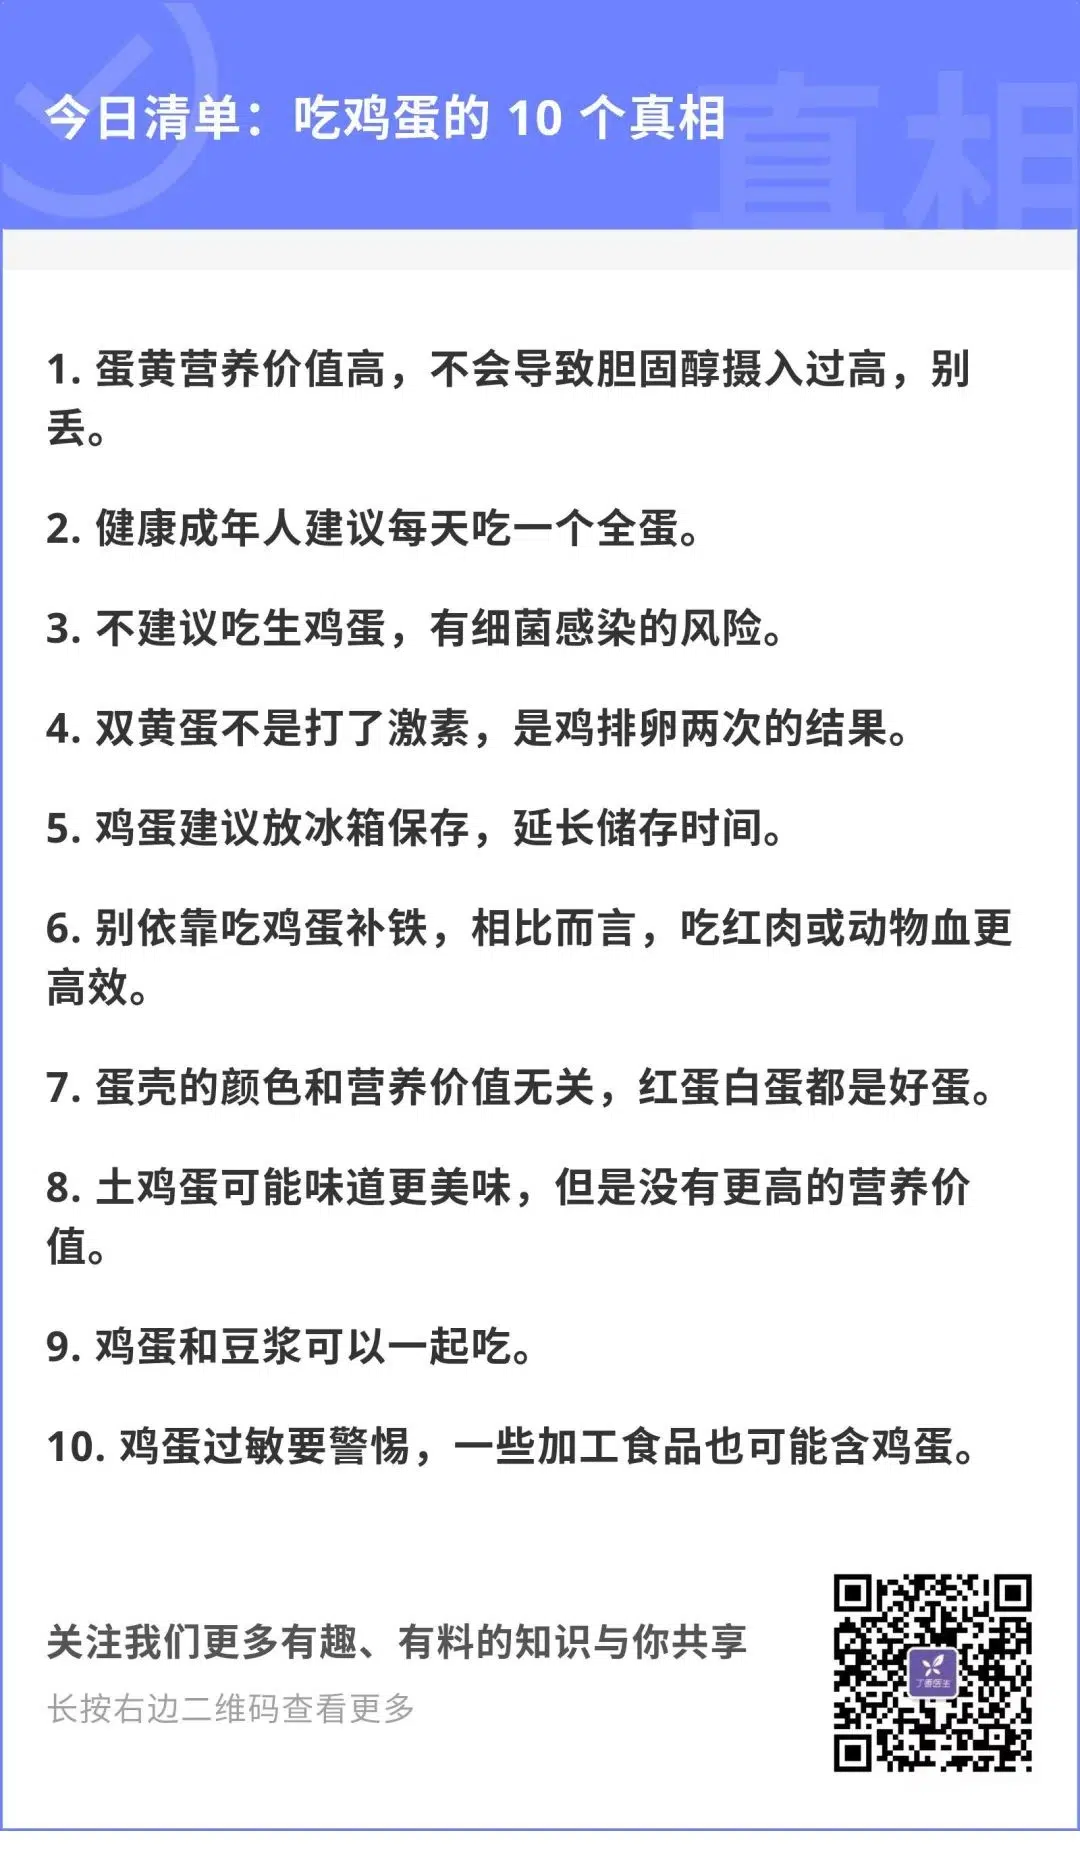 今日清单：吃鸡蛋的 10 个真相
真相
1. 蛋黄营养价值高，不会导致胆固醇摄入过高，别
丢。
2. 健康成年人建议每天吃一个全蛋。
3. 不建议吃生鸡蛋，有细菌感染的风险。
4. 双黄蛋不是打了激素，是鸡排卵两次的结果。
5. 鸡蛋建议放冰箱保存，延长储存时间。
6. 别依靠吃鸡蛋补铁，相比而言，吃红肉或动物血更
高效。
7. 蛋壳的颜色和营养价值无关，红蛋白蛋都是好蛋。
8. 土鸡蛋可能味道更美味，但是没有更高的营养价
值。
9. 鸡蛋和豆浆可以一起吃。
10. 鸡蛋过敏要警惕，一些加工食品也可能含鸡蛋。
关注我们更多有趣、有料的知识与你共享
长按右边二维码查看更多
丁香医生